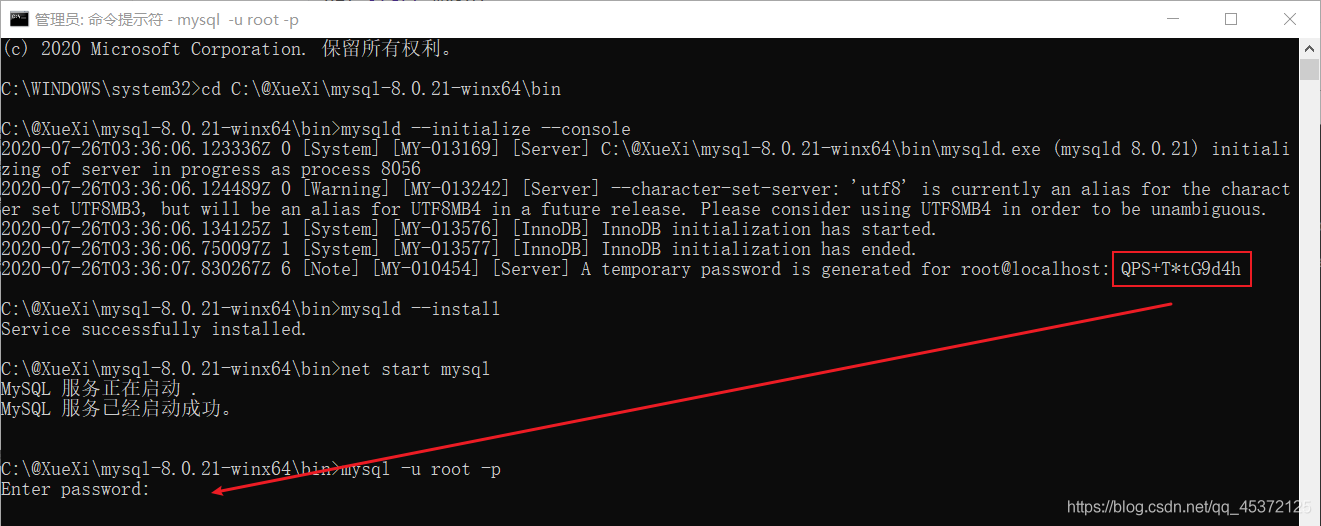 管理员: 命令提示符 - mysql  -u root -p
(c) 2020 Microsoft Corporation. 保留所有权利。
C:\WINDOWS\system32>cd C:\@XueXi\mysql-8.0.21-winx64\bin
C:\@XueXi\mysql-8.0.21-winx64\bin>mysqld --initialize --console
2020-07-26T03:36:06.123336Z 0 [System] [MY-013169] [Server] C:\@XueXi\mysql-8.0.21-winx64\bin\mysqld.exe (mysqld 8.0.21) initiali
zing of server in progress as process 8056
2020-07-26T03:36:06.124489Z 0 [Warning] [MY-013242] [Server] --character-set-server: 'utf8' is currently an alias for the charact
er set UTF8MB3, but will be an alias for UTF8MB4 in a future release. Please consider using UTF8MB4 in order to be unambiguous.
2020-07-26T03:36:06.134125Z 1 [System] [MY-013576] [InnoDB] InnoDB initialization has started.
2020-07-26T03:36:06.750097Z 1 [System] [MY-013577] [InnoDB] InnoDB initialization has ended.
2020-07-26T03:36:07.830267Z 6 [Note] [MY-010454] [Server] A temporary password is generated for root@localhost: QPS+T*tG9d4h
C:\@XueXi\mysql-8.0.21-winx64\bin>mysqld --install
Service successfully installed.
C:\@XueXi\mysql-8.0.21-winx64\bin>net start mysql
MySQL 服务正在启动 .
MySQL 服务已经启动成功。
C:\@XueXi\mysql-8.0.21-winx64\bin>mysql -u root -p
Enter password:
https://blog.csdn.net/qq_45372125